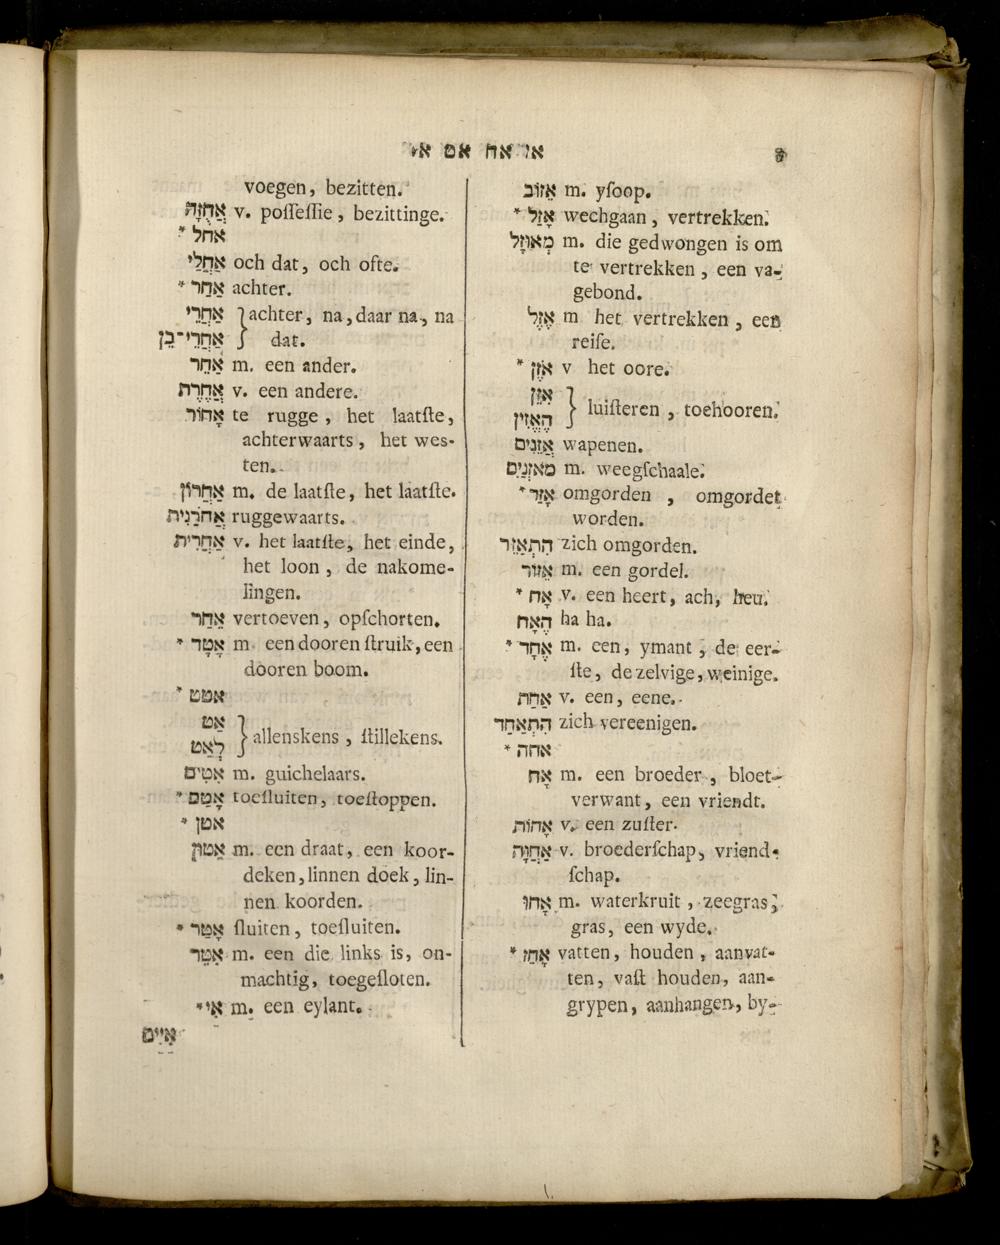 אז אח אט אי
אֵזוֹב m. yſoop.
* אָזַל wechgaan, vertrekken.
מְאוּזָל m. die gedwongen is om
te vertrekken, een va-
gebond.
אֶזֶל m het vertrekken, een
reiſe.
* אֹזֶן v het oore.
אִזֵּן
הֶאֱזִין } luiſteren, toehooren.
אֲזֵנִים wapenen.
מֹאזְנַיִם m. weegſchaale.
* אָזַר omgorden, omgordet
worden.
הִתְאַזֵּר zich omgorden.
אֵזוֹר m. een gordel.
* אָח v. een heert, ach, heu.
הֶאָח ha ha.
* אֶחָד m. een, ymant, de eer-
ſte, de zelvige, weinige.
אַחַת v. een, eene.
הִתְאַחַד zich vereenigen.
* אחה
אָח m. een broeder, bloet-
verwant, een vriendt.
אָחוֹת v. een zuſter.
אַחֲוָה v. broederſchap, vriend-
ſchap.
אָחוּ m. waterkruit, zeegras,
gras, een wyde.
* אָחַז vatten, houden, aanvat-
ten, vaſt houden, aan-
grypen, aanhangen, by-
voegen, bezitten.
אֲחֻזָּה v. poſſeſſie, bezittinge.
* אחל
אַחֲלַי och dat, och ofte.
* אַחַר achter.
אַחֲרֵי
אַחֲרֵי־כֵן } achter, na, daar na, na
dat.
אַחֵר m. een ander.
אַחֶרֶת v. een andere.
אָחוֹר te rugge, het laatſte,
achterwaarts, het wes-
ten.
אַחֲרוֹן m. de laatſte, het laatſte.
אֲחֹרַנִּית ruggewaarts.
אַחֲרִית v. het laatſte, het einde,
het loon, de nakome-
lingen.
אֵחַר vertoeven, opſchorten.
* אָטָד m. een dooren ſtruik, een
dooren boom.
* אטט
אַט
לְאַט } allenskens, ſtillekens.
אִטִּים m. guichelaars.
* אָטַם toeſluiten, toeſtoppen.
* אטן
אֵטוּן m. een draat, een koor-
deken, linnen doek, lin-
nen koorden.
* אָטַר ſluiten, toeſluiten.
אִטֵּר m. een die links is, on-
machtig, toegeſloten.
* אִי m. een eylant.
אִיִּים